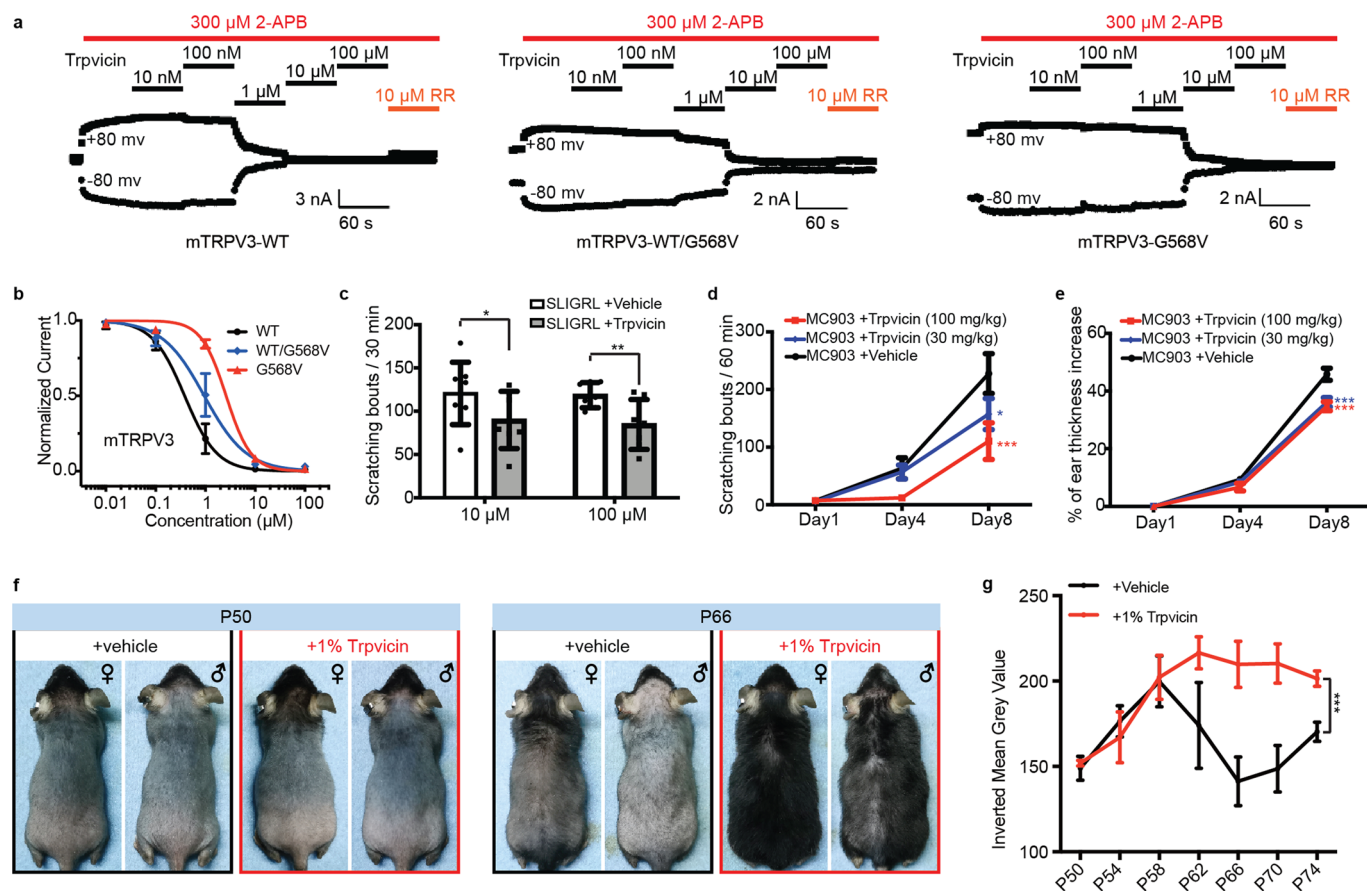 a
300 µM 2-APB
Trpvicin
100 nM
100 µM
10 nM
10 µM
1 µM
10 µM RR
+80 mv
-80 mv
3 nA
60 s
mTRPV3-WT
300 µM 2-APB
Trpvicin
100 nM
100 µM
10 nM
10 µM
1 µM
10 µM RR
+80 mv
-80 mv
2 nA
60 s
mTRPV3-WT/G568V
300 µM 2-APB
Trpvicin
100 nM
100 µM
10 nM
10 µM
1 µM
10 µM RR
+80 mv
-80 mv
2 nA
60 s
mTRPV3-G568V
b
Normalized Current
1.0
0.5
0.0
WT
WT/G568V
G568V
mTRPV3
0.01
0.1
1
10
100
Concentration (µM)
c
SLIGRL +Vehicle
SLIGRL +Trpvicin
Scratching bouts / 30 min
200
150
100
50
0
*
**
10 µM
100 µM
d
MC903 +Trpvicin (100 mg/kg)
MC903 +Trpvicin (30 mg/kg)
MC903 +Vehicle
Scratching bouts / 60 min
300
200
100
0
*
***
Day1
Day4
Day8
e
MC903 +Trpvicin (100 mg/kg)
MC903 +Trpvicin (30 mg/kg)
MC903 +Vehicle
% of ear thickness increase
60
40
20
0
***
***
Day1
Day4
Day8
f
P50
+vehicle
+1% Trpvicin
♀
♂
♀
♂
P66
+vehicle
+1% Trpvicin
♀
♂
♀
♂
g
+Vehicle
+1% Trpvicin
Inverted Mean Grey Value
250
200
150
100
***
P50
P54
P58
P62
P66
P70
P74